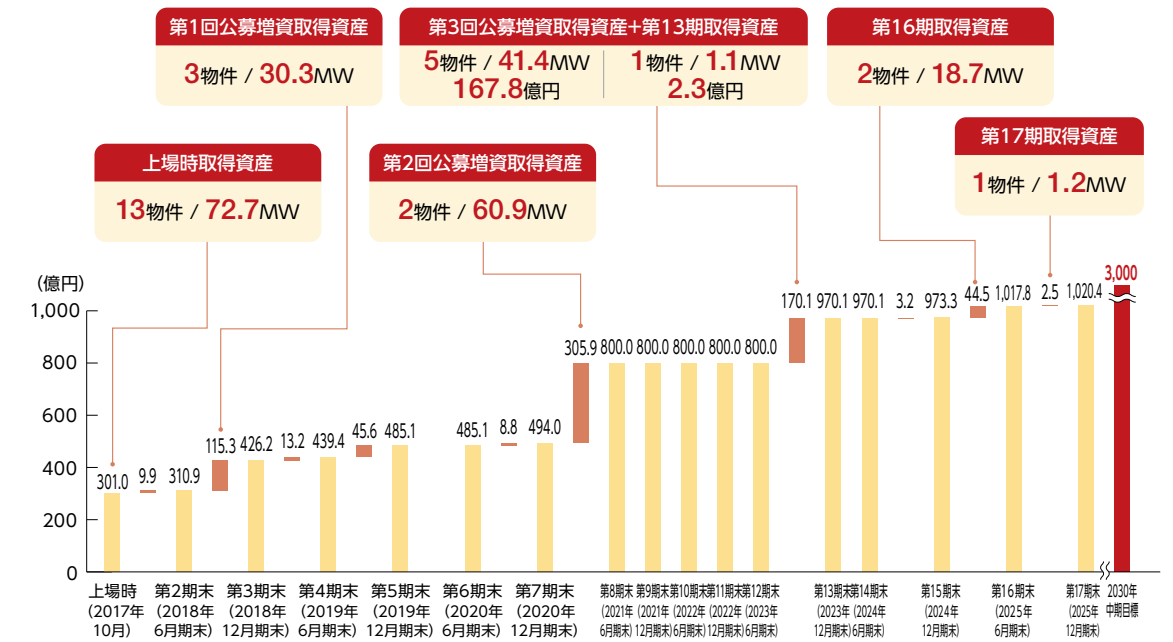 第1回公募増資取得資産
3物件 / 30.3MW
第3回公募増資取得資産+第13期取得資産
5物件 / 41.4MW
167.8億円
1物件 / 1.1MW
2.3億円
第16期取得資産
2物件 / 18.7MW
上場時取得資産
13物件 / 72.7MW
第2回公募増資取得資産
2物件 / 60.9MW
第17期取得資産
1物件 / 1.2MW
(億円)
1,000
800
600
400
200
0
301.0
9.9
310.9
115.3
426.2
13.2
439.4
45.6
485.1
485.1
8.8
494.0
305.9
800.0
800.0
800.0
800.0
800.0
170.1
970.1
970.1
3.2
973.3
44.5
1,017.8
2.5
1,020.4
3,000
上場時
(2017年
10月)
第2期末
(2018年
6月期末)
第3期末
(2018年
12月期末)
第4期末
(2019年
6月期末)
第5期末
(2019年
12月期末)
第6期末
(2020年
6月期末)
第7期末
(2020年
12月期末)
第8期末
(2021年
6月期末)
第9期末
(2021年
12月期末)
第10期末
(2022年
6月期末)
第11期末
(2022年
12月期末)
第12期末
(2023年
6月期末)
第13期末
(2023年
12月期末)
第14期末
(2024年
6月期末)
第15期末
(2024年
12月期末)
第16期末
(2025年
6月期末)
第17期末
(2025年
12月期末)
2030年
中期目標